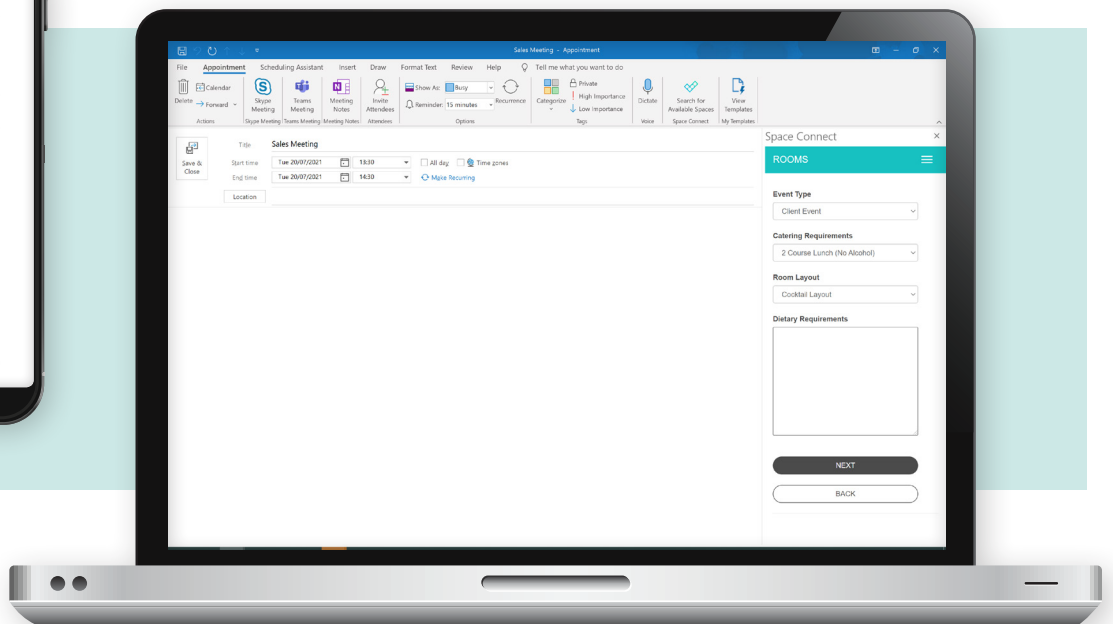 Sales Meeting - Appointment
File Appointment Scheduling Assistant Insert Draw Format Text Review Help Tell me what you want to do
Delete
Calendar
Forward
Actions
Skype Meeting
Skype Meeting
Teams Meeting
Teams Meeting
Meeting Notes
Meeting Notes
Invite Attendees
Attendees
Show As: Busy
Reminder: 15 minutes
Recurrence
Options
Categorize
Private
High Importance
Low Importance
Tags
Dictate
Voice
Search for Available Spaces
Space Connect
View Templates
My Templates
Save & Close
Title Sales Meeting
Start time Tue 20/07/2021 13:30 All day Time zones
End time Tue 20/07/2021 14:30 Make Recurring
Location
Space Connect
ROOMS
Event Type
Client Event
Catering Requirements
2 Course Lunch (No Alcohol)
Room Layout
Cocktail Layout
Dietary Requirements
NEXT
BACK